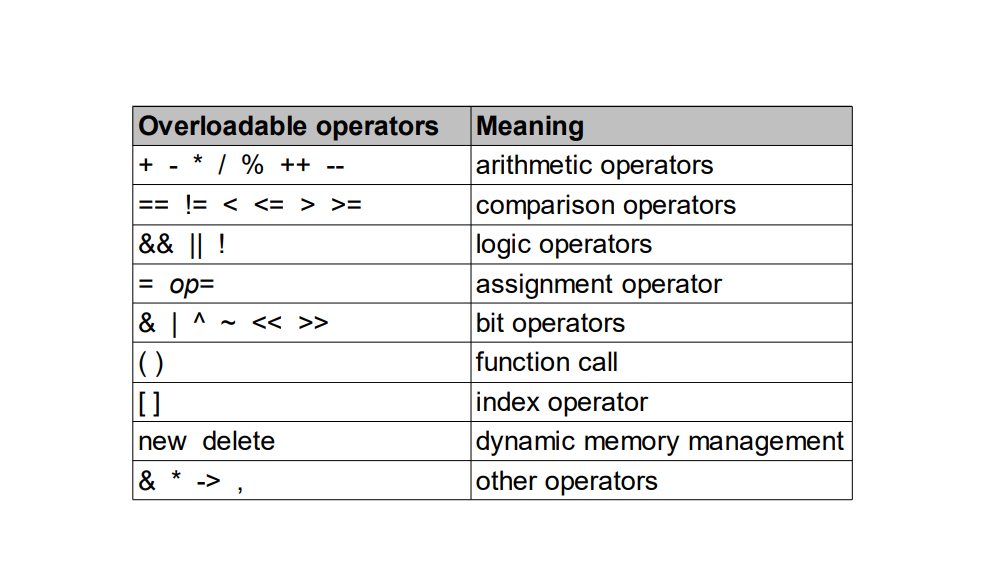 Overloadable operators Meaning
+ - * / % ++ -- arithmetic operators
== != < <= > >= comparison operators
&& || ! logic operators
= op= assignment operator
& | ^ ~ << >> bit operators
( ) function call
[ ] index operator
new delete dynamic memory management
& * -> , other operators